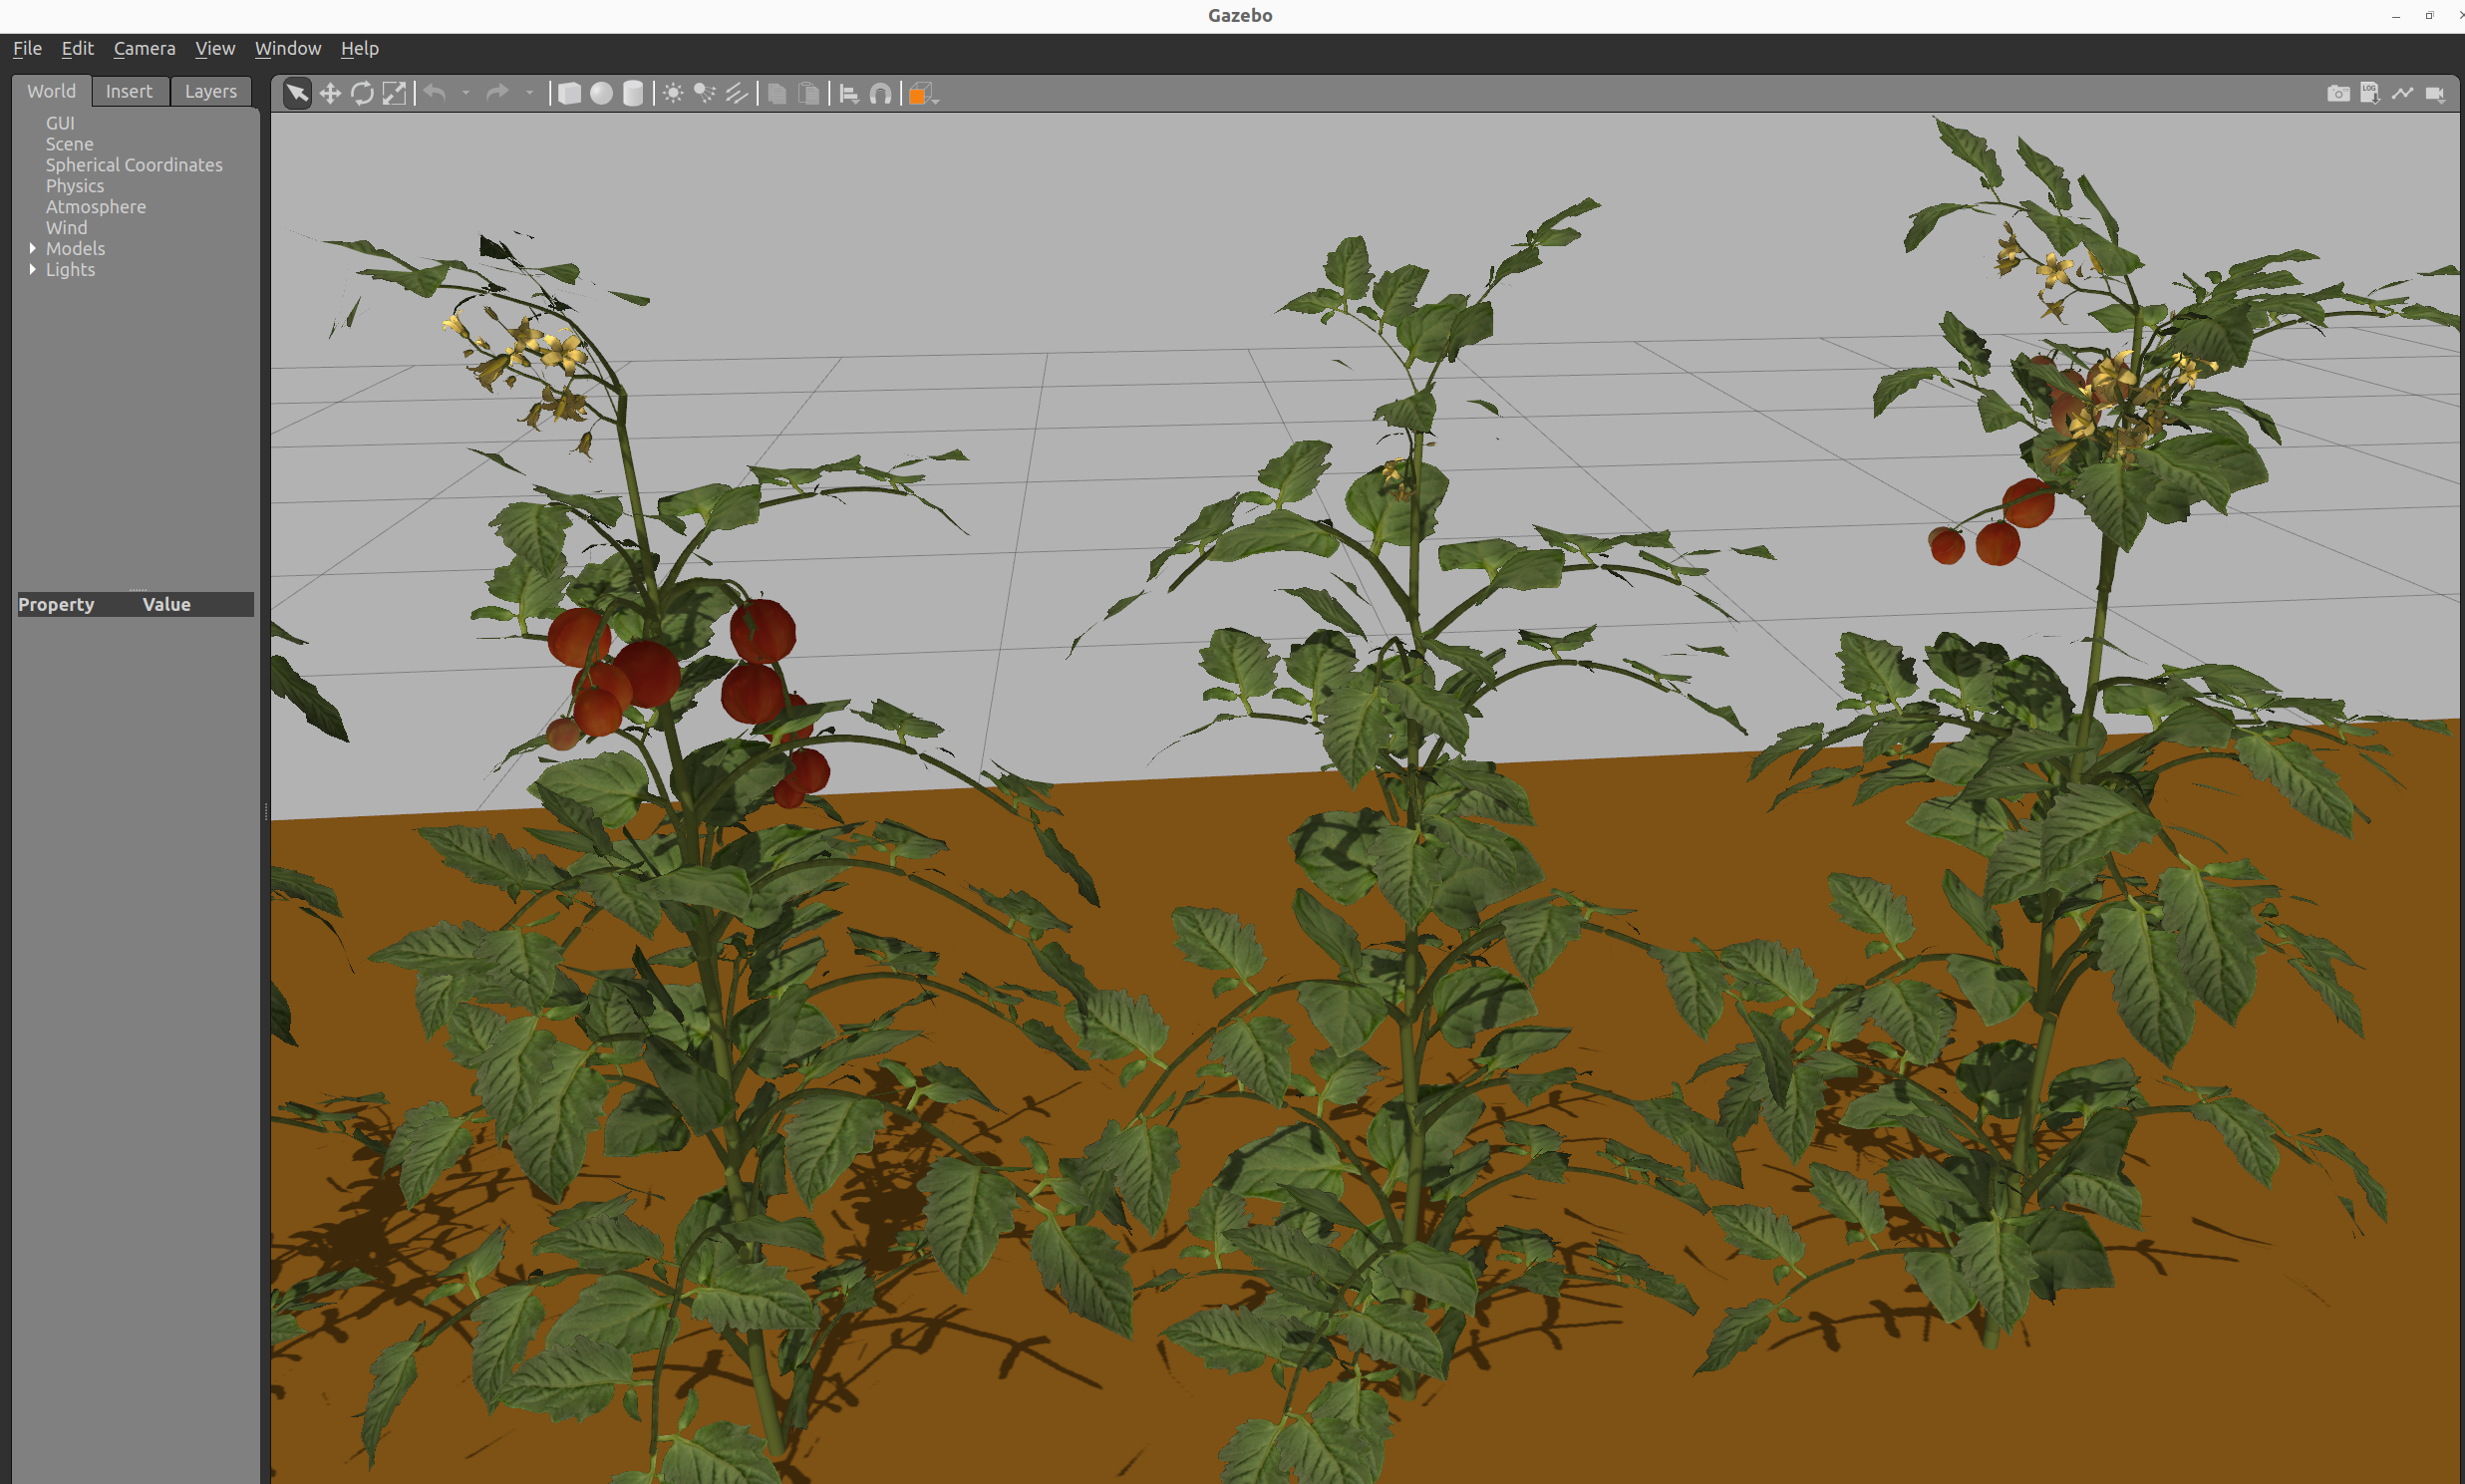 Gazebo
File Edit Camera View Window Help
World Insert Layers
LOG
GUI
Scene
Spherical Coordinates
Physics
Atmosphere
Wind
Models
Lights
Property Value